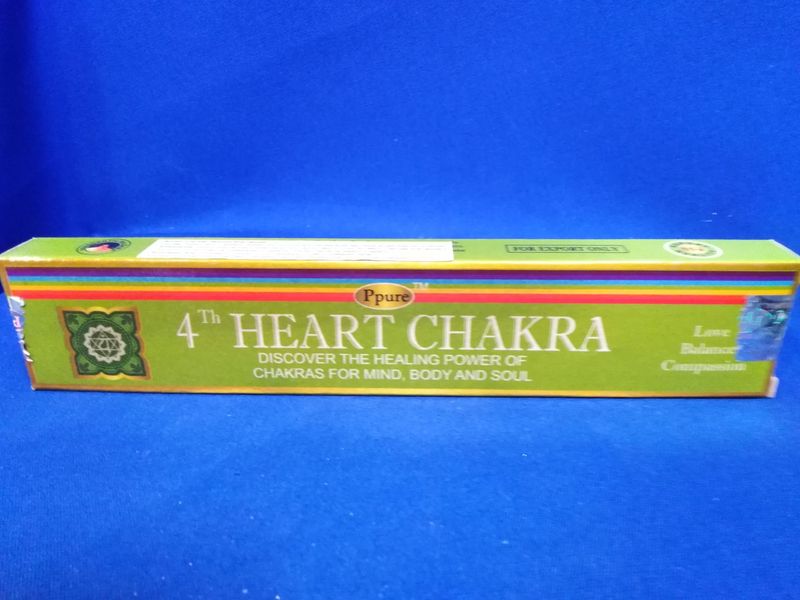 FOR EXPORT ONLY
Ppure™
4Th HEART CHAKRA
DISCOVER THE HEALING POWER OF
CHAKRAS FOR MIND, BODY AND SOUL
Love
Balance
Compassion